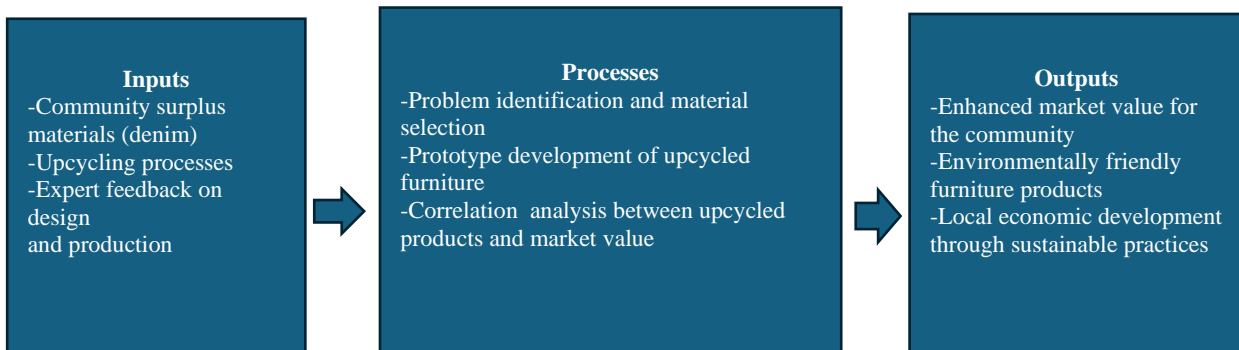 Inputs
-Community surplus
materials (denim)
-Upcycling processes
-Expert feedback on
design
and production
Processes
-Problem identification and material
selection
-Prototype development of upcycled
furniture
-Correlation  analysis between upcycled
products and market value
Outputs
-Enhanced market value for
the community
-Environmentally friendly
furniture products
-Local economic development
through sustainable practices